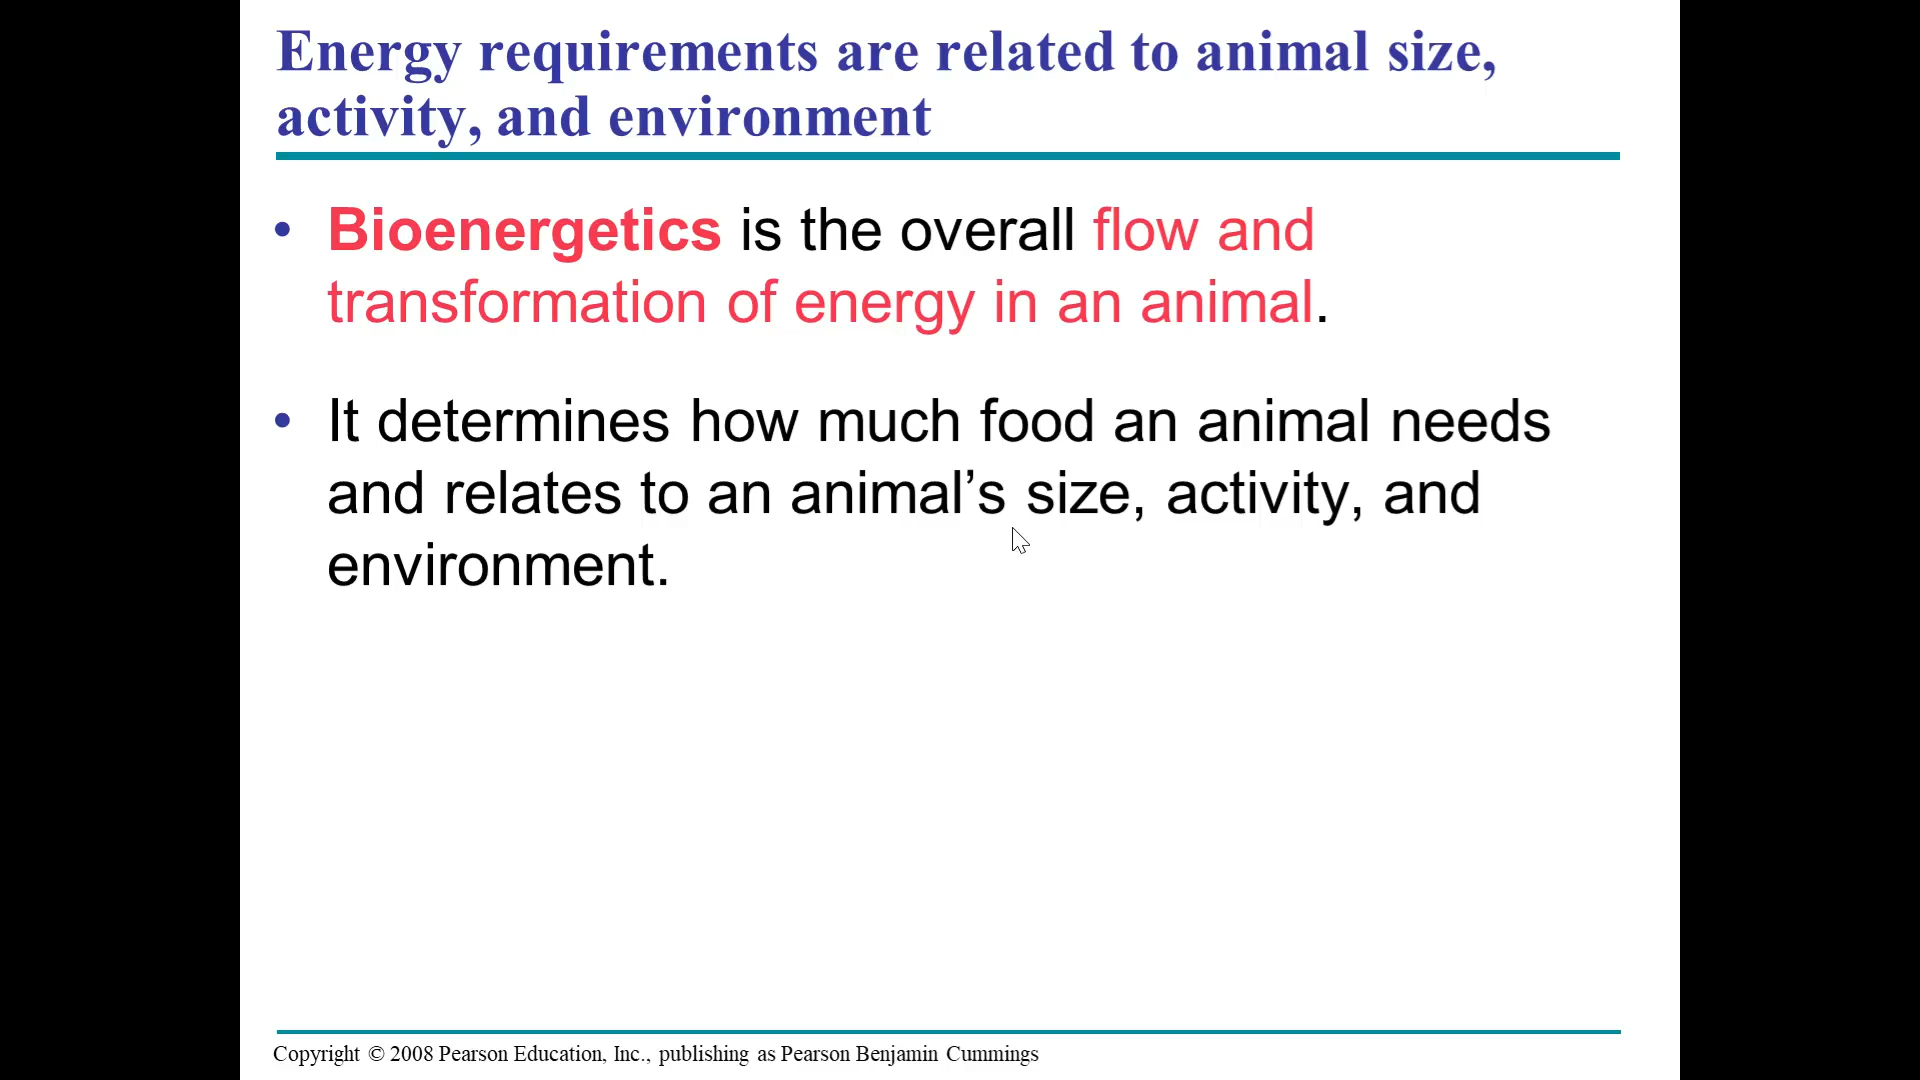 Energy requirements are related to animal size,
activity, and environment
• Bioenergetics is the overall flow and
transformation of energy in an animal.
• It determines how much food an animal needs
and relates to an animal’s size, activity, and
environment.
Copyright © 2008 Pearson Education, Inc., publishing as Pearson Benjamin Cummings